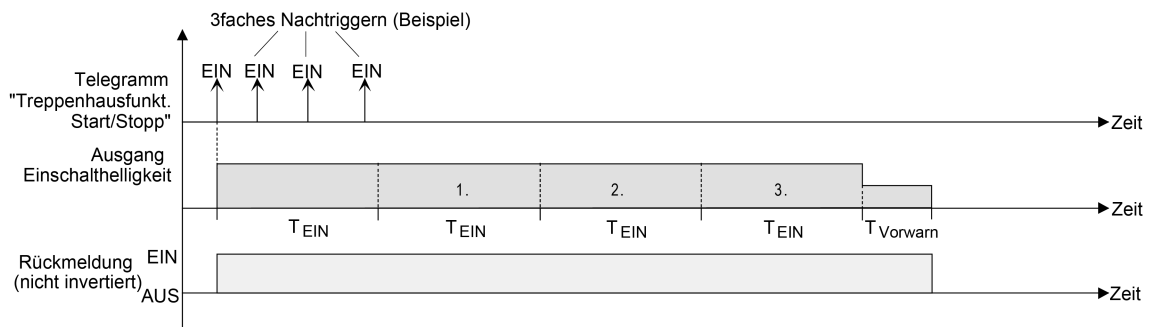 3faches Nachtriggern (Beispiel)
EIN EIN EIN EIN
Telegramm
"Treppenhausfunkt.
Start/Stopp"
Zeit
Ausgang
Einschalthelligkeit
1. 2. 3.
Zeit
T EIN T EIN T EIN T EIN T Vorwarn
Rückmeldung
(nicht invertiert)
EIN
AUS
Zeit